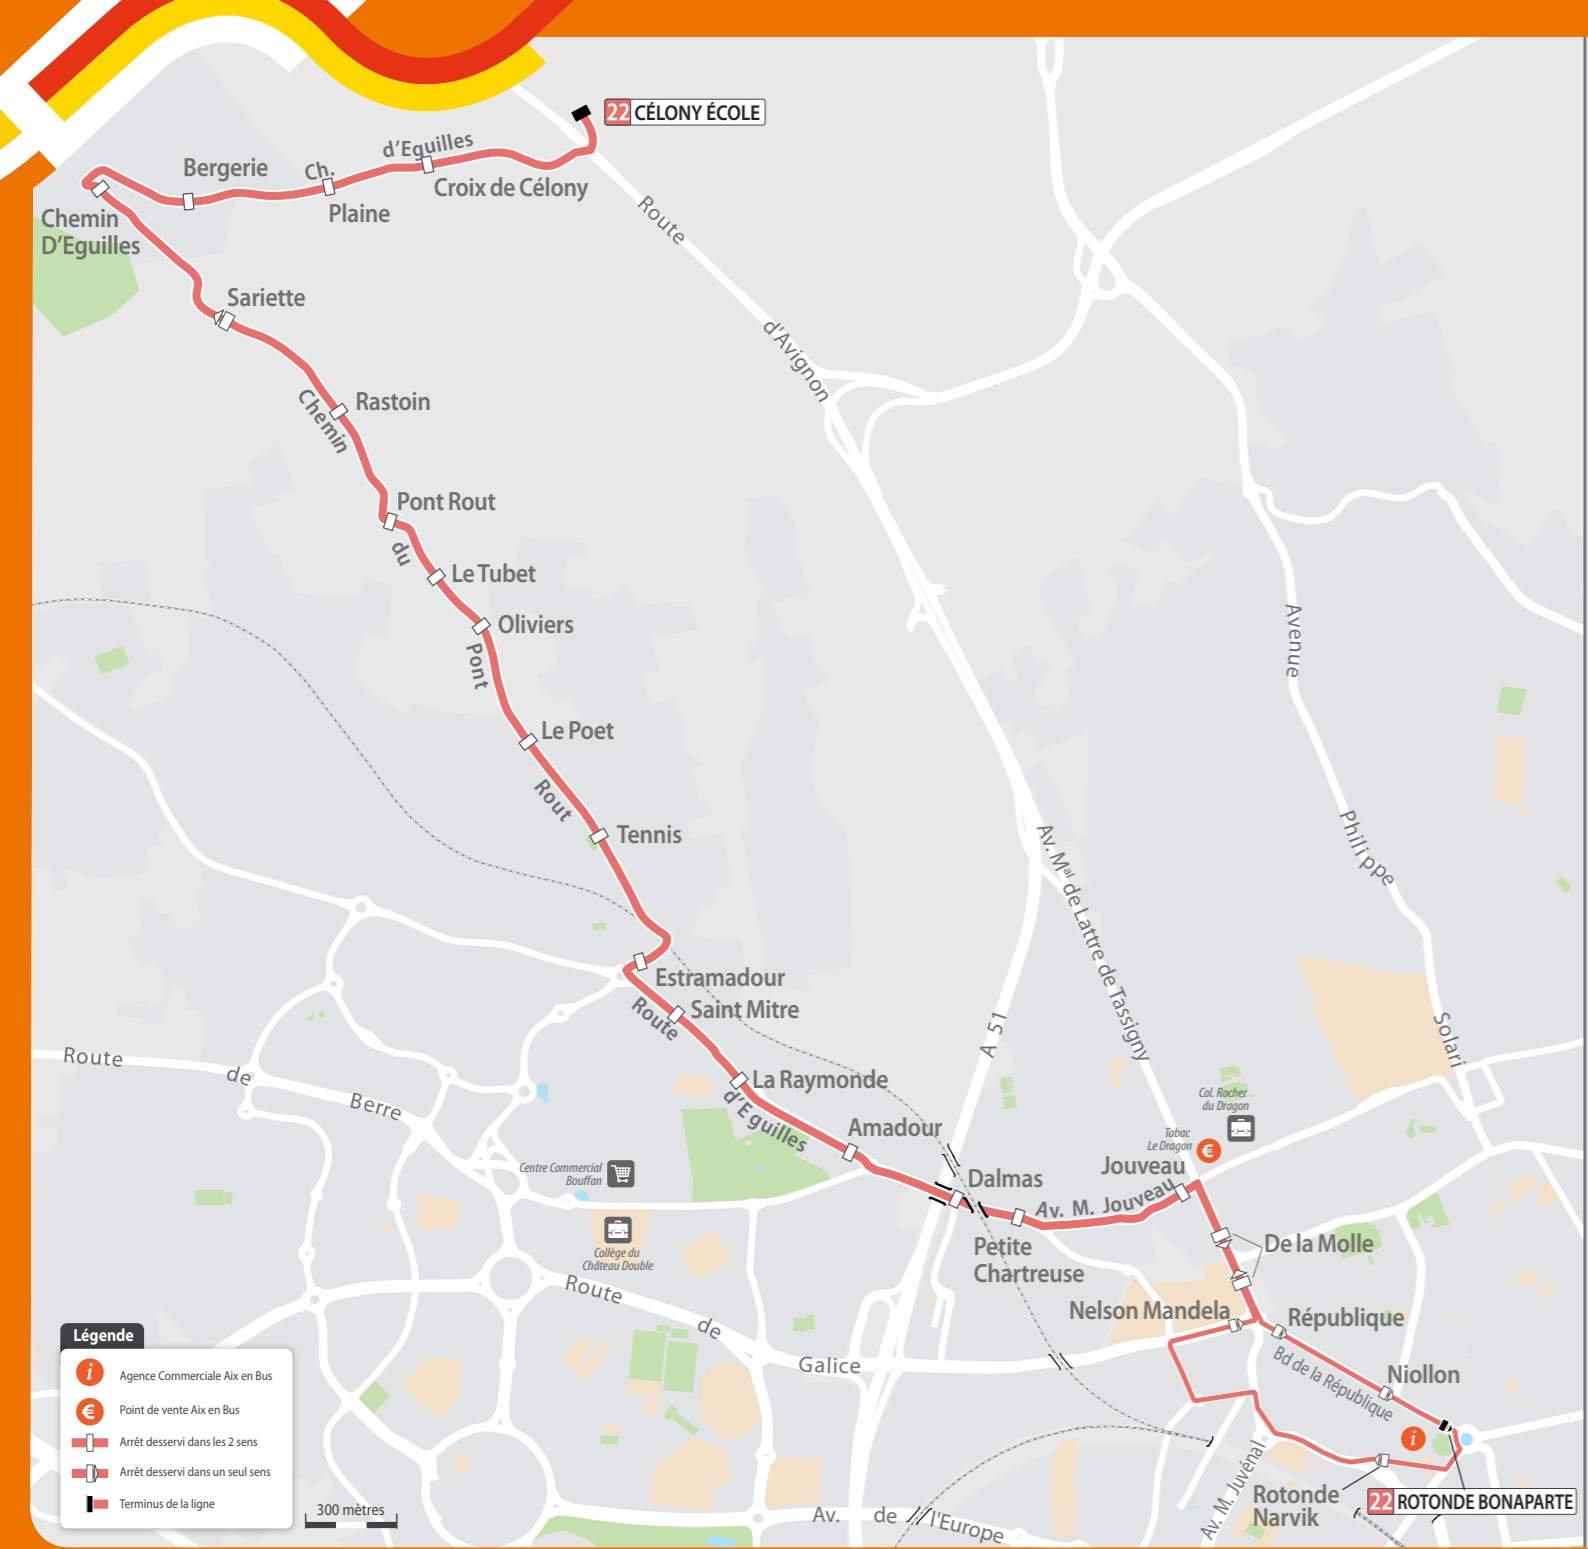 22 CÉLONY ÉCOLE
d'Eguilles
Ch.
Bergerie
Croix de Célony
Plaine
Chemin
D'Eguilles
Route
d'Avignon
Sariette
Rastoin
Chemin
Pont Rout
du
Le Tubet
Oliviers
Pont
Le Poet
Rout
Tennis
Avenue
Philippe
Solari
Av. Mal de Lattre de Tassigny
Estramadour
Saint Mitre
Route
d'Eguilles
La Raymonde
Amadour
A 51
Route
de
Berre
Col. Rocher
du Dragon
Tabac
Le Dragon
€
Jouveau
Dalmas
Av. M. Jouveau
Petite
Chartreuse
De la Molle
Centre Commercial
Bouffan
Collège du
Château Double
Nelson Mandela
République
Bd de la République
Niollon
Route
de
Galice
i
Rotonde
Narvik
Av. M. Juvénal
22 ROTONDE BONAPARTE
Av. de l'Europe
Légende
i Agence Commerciale Aix en Bus
€ Point de vente Aix en Bus
Arrêt desservi dans les 2 sens
Arrêt desservi dans un seul sens
Terminus de la ligne
300 mètres